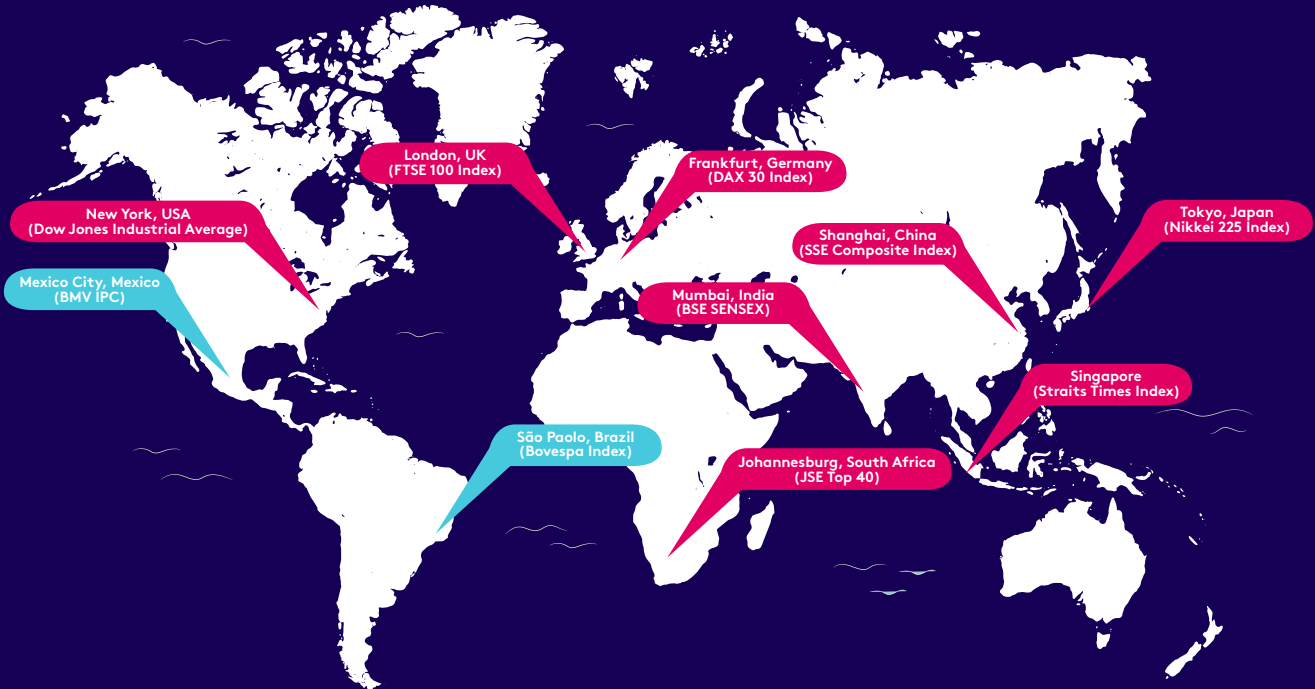 London, UK
(FTSE 100 Index)
Frankfurt, Germany
(DAX 30 Index)
New York, USA
(Dow Jones Industrial Average)
Tokyo, Japan
(Nikkei 225 Index)
Shanghai, China
(SSE Composite Index)
Mexico City, Mexico
(BMV IPC)
Mumbai, India
(BSE SENSEX)
Singapore
(Straits Times Index)
São Paolo, Brazil
(Bovespa Index)
Johannesburg, South Africa
(JSE Top 40)